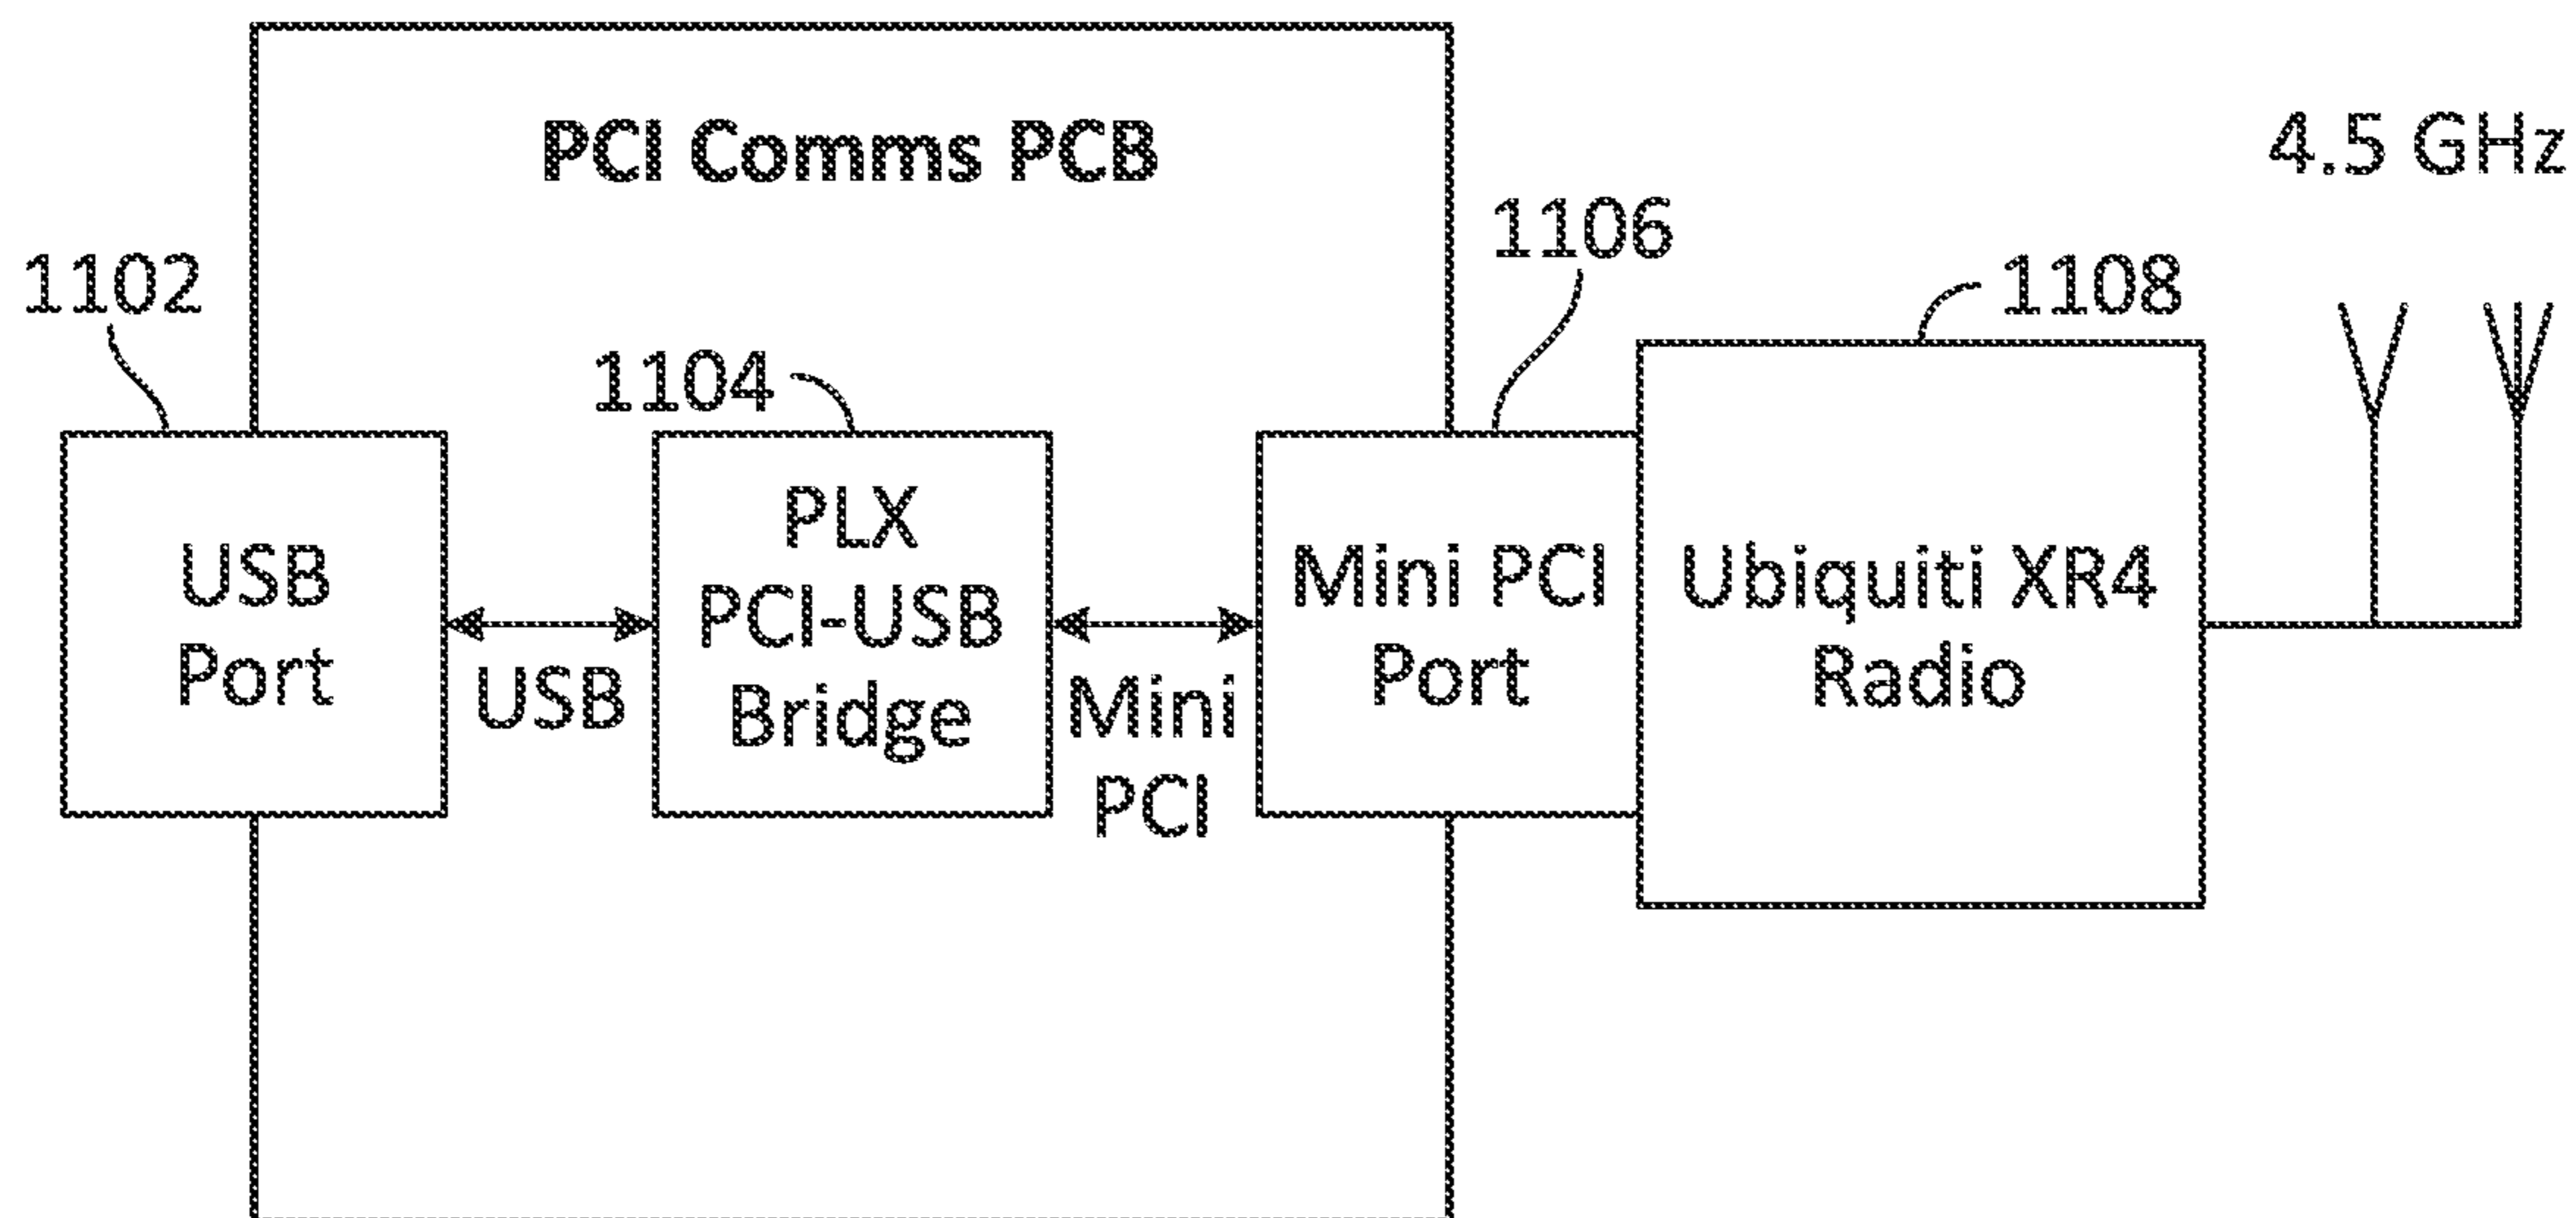 PCI Comms PCB
4.5 GHz
1102
1104
1106
1108
USB
Port
USB
PLX
PCI-USB
Bridge
Mini
PCI
Mini PCI
Port
Ubiquiti XR4
Radio